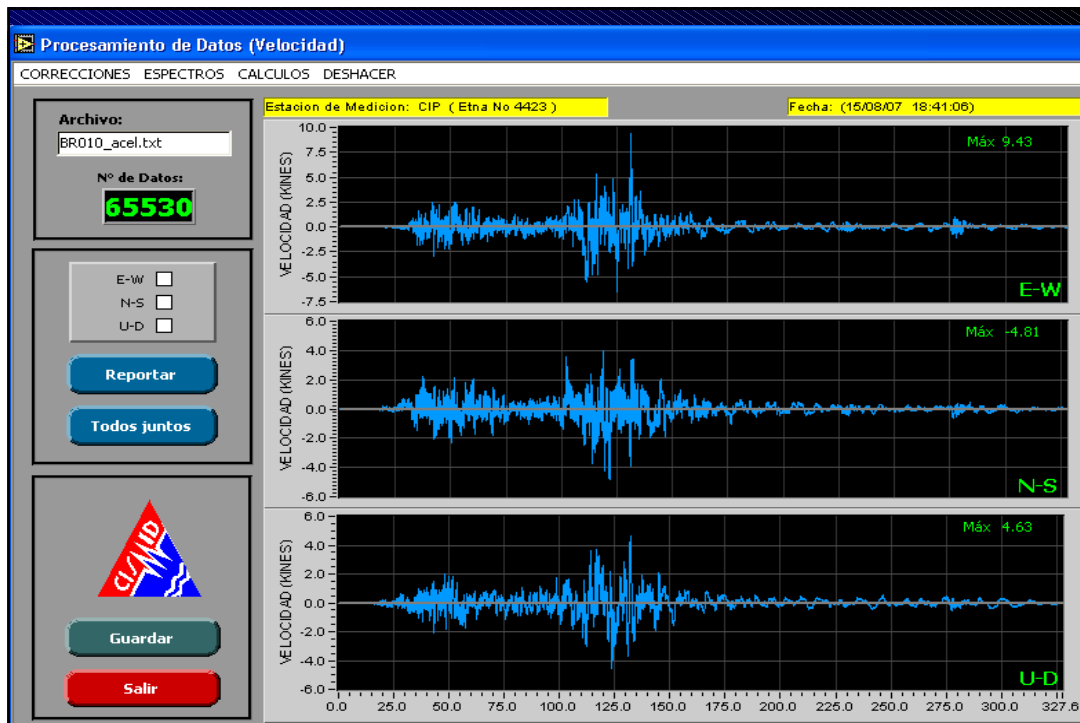 Procesamiento de Datos (Velocidad)
CORRECCIONES ESPECTROS CALCULOS DESHACER
Archivo:
BR010_acel.txt
Nº de Datos:
65530
E-W
N-S
U-D
Reportar
Todos juntos
CISMID
Guardar
Salir
Estacion de Medicion: CIP ( Etna No 4423 )
Fecha: (15/08/07 18:41:06)
VELOCIDAD (KINES)
10.0
7.5
5.0
2.5
0.0
-2.5
-5.0
-7.5
Máx 9.43
E-W
VELOCIDAD (KINES)
6.0
4.0
2.0
0.0
-2.0
-4.0
-6.0
Máx -4.81
N-S
VELOCIDAD (KINES)
6.0
4.0
2.0
0.0
-2.0
-4.0
-6.0
Máx 4.63
U-D
0.0 25.0 50.0 75.0 100.0 125.0 150.0 175.0 200.0 225.0 250.0 275.0 300.0 327.6